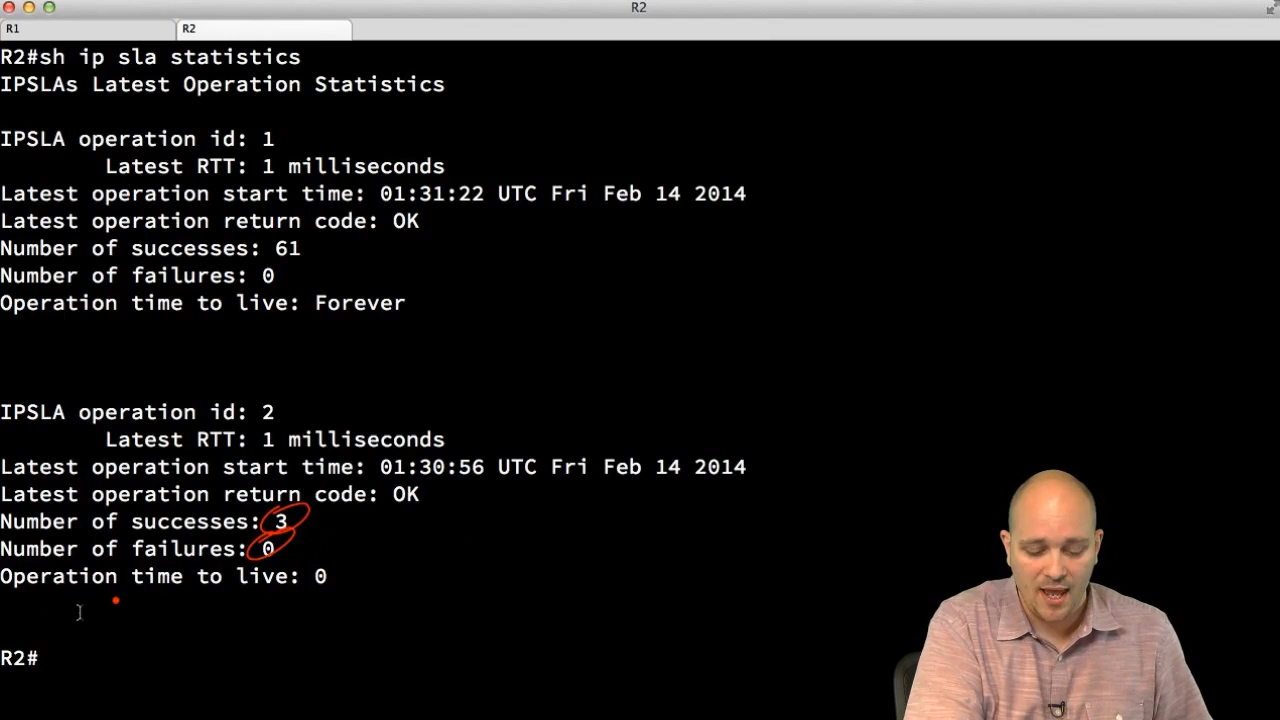 R2
R1
R2
R2#sh ip sla statistics
IPSLAs Latest Operation Statistics
IPSLA operation id: 1
Latest RTT: 1 milliseconds
Latest operation start time: 01:31:22 UTC Fri Feb 14 2014
Latest operation return code: OK
Number of successes: 61
Number of failures: 0
Operation time to live: Forever
IPSLA operation id: 2
Latest RTT: 1 milliseconds
Latest operation start time: 01:30:56 UTC Fri Feb 14 2014
Latest operation return code: OK
Number of successes: 3
Number of failures: 0
Operation time to live: 0
R2#